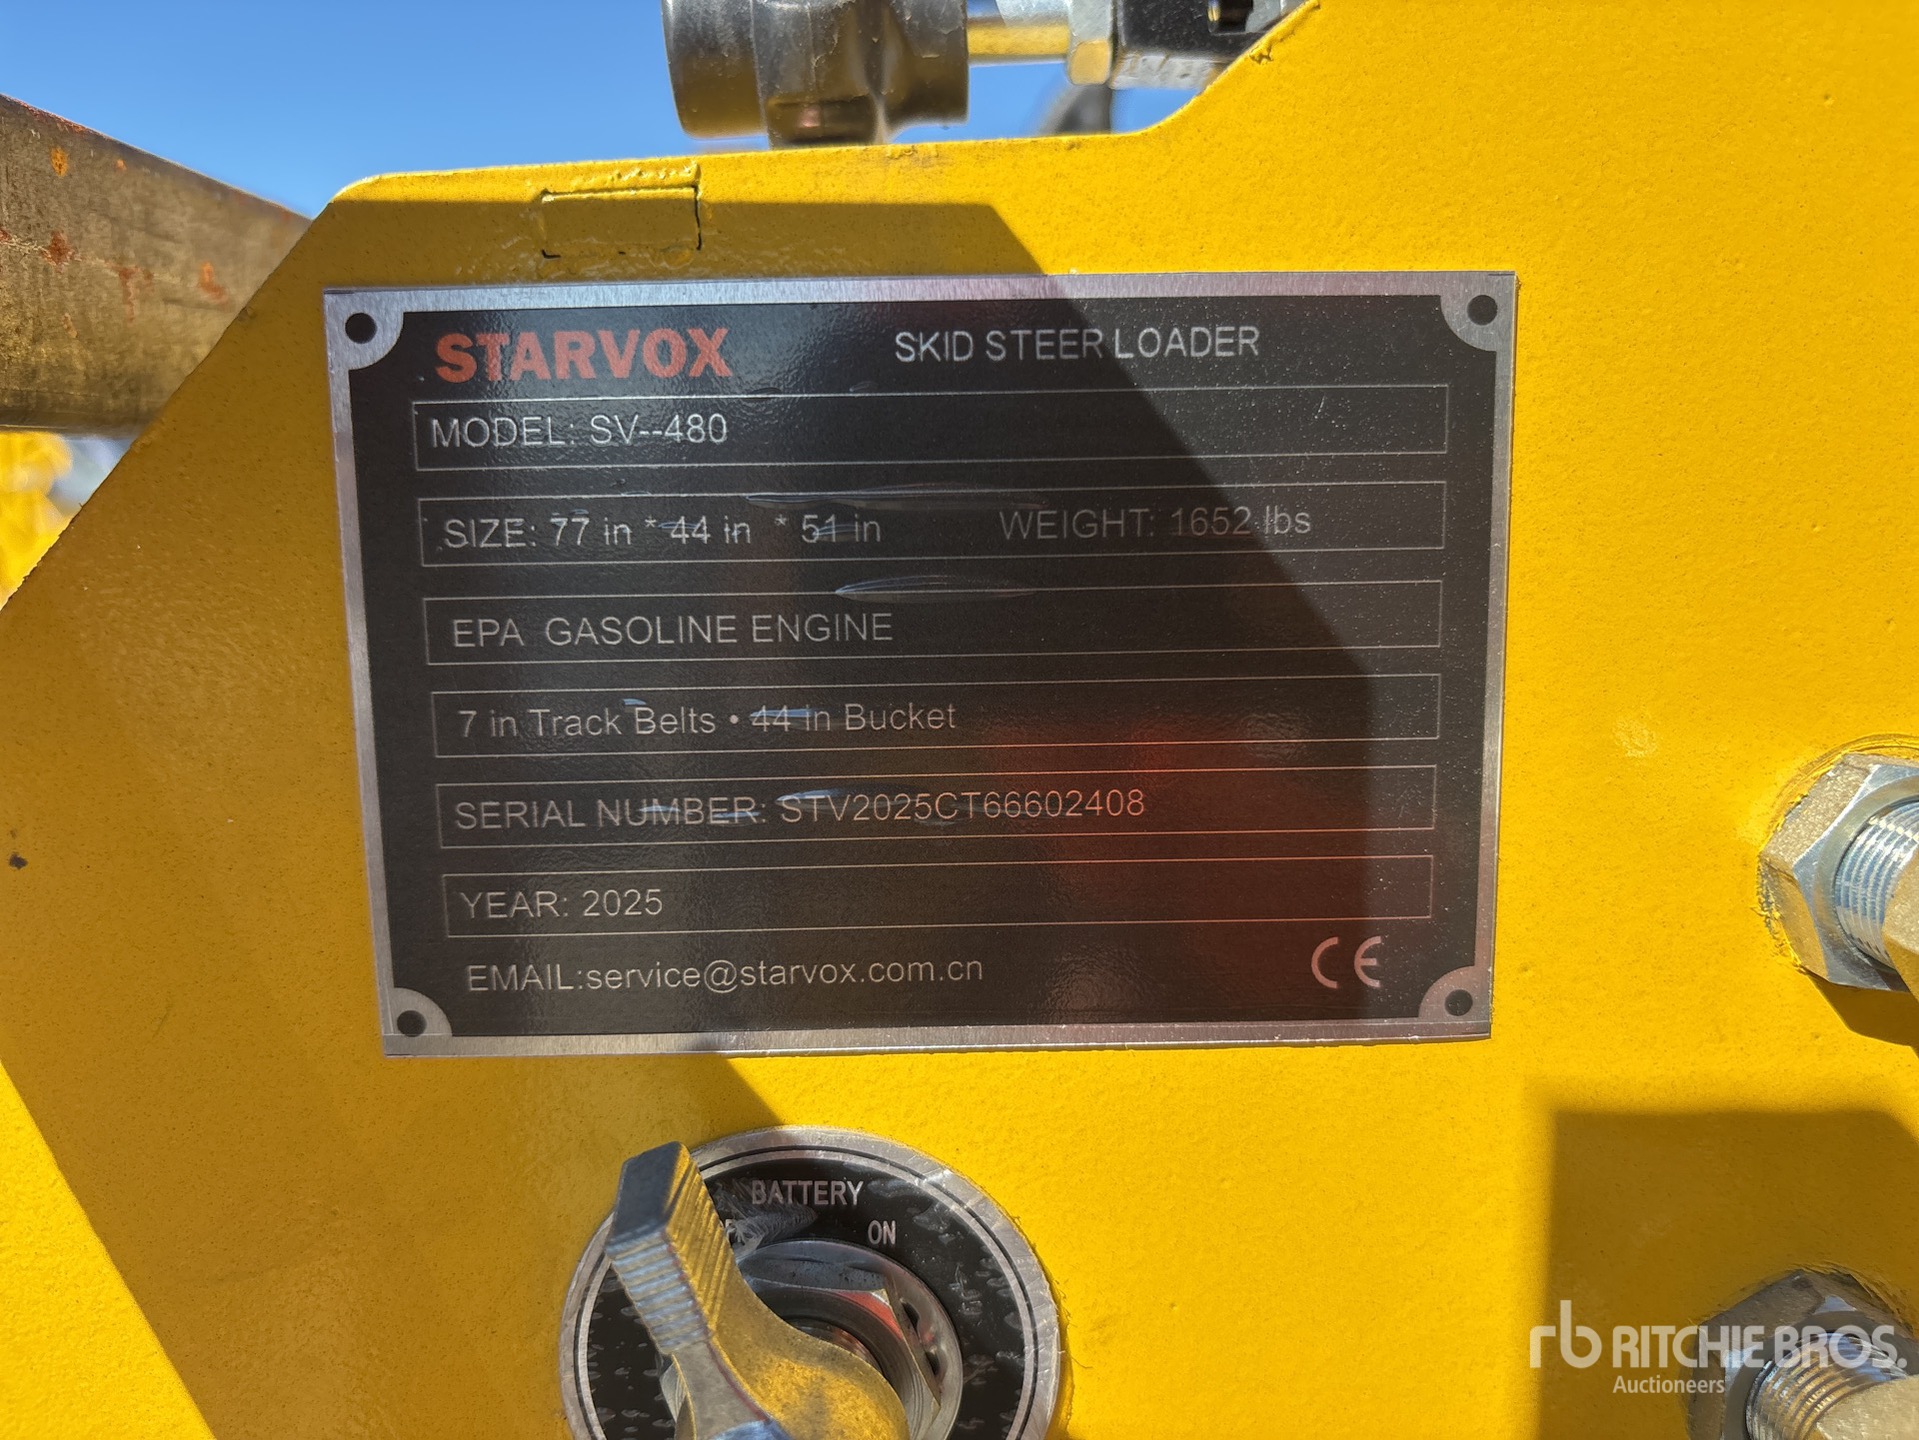 STARVOX SKID STEER LOADER
MODEL: SV--480
SIZE: 77 in * 44 in * 51 in WEIGHT: 1652 lbs
EPA GASOLINE ENGINE
7 in Track Belts • 44 in Bucket
SERIAL NUMBER: STV2025CT66602408
YEAR: 2025
EMAIL:service@starvox.com.cn CE
BATTERY
ON
rb RITCHIE BROS.
Auctioneers